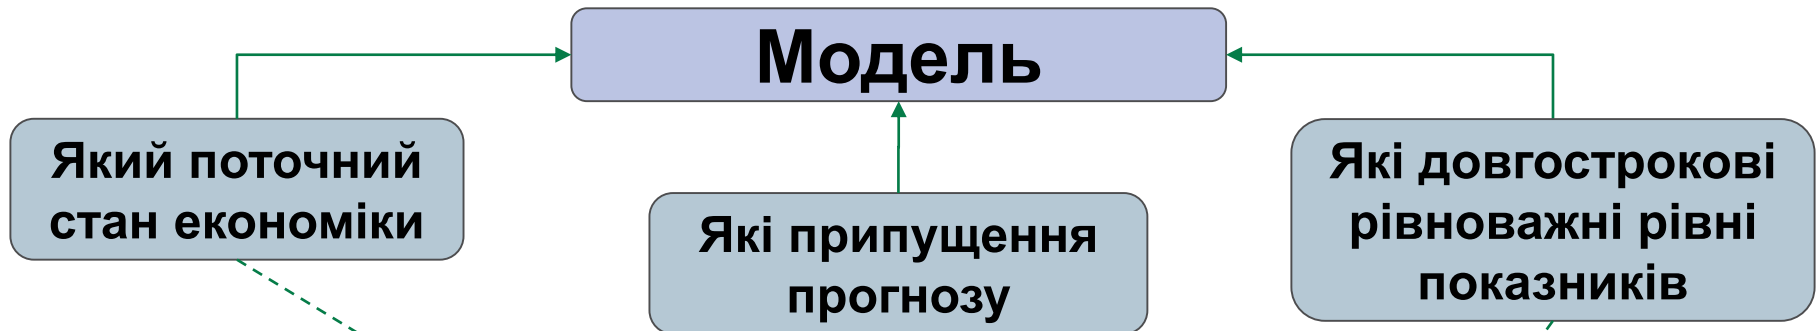 Модель
Який поточний
стан економіки
Які припущення
прогнозу
Які довгострокові
рівноважні рівні
показників